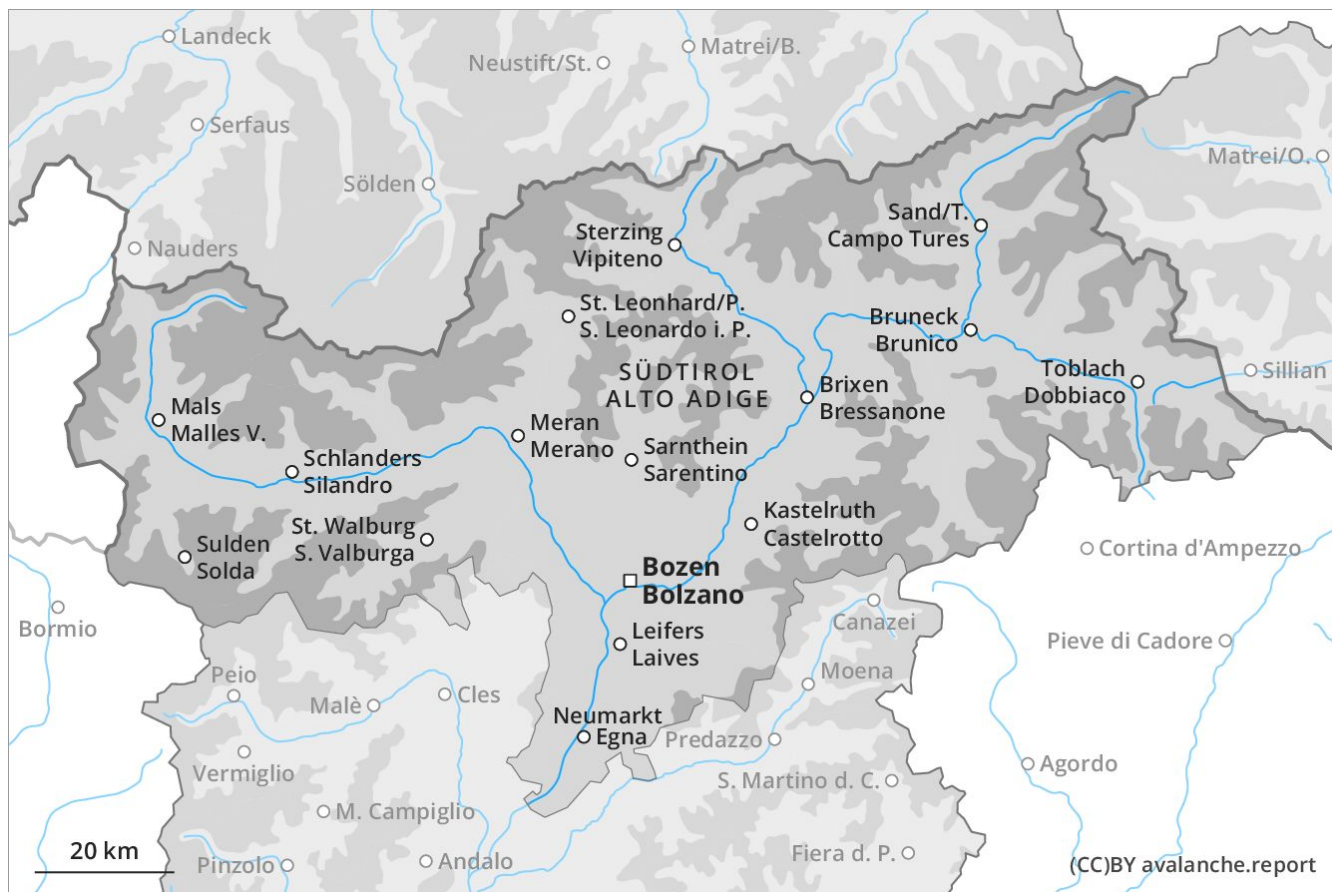 Landeck
Matrei/B.
Neustift/St.
Serfaus
Matrei/O.
Sölden
Sand/T.
Campo Tures
Sterzing
Vipiteno
Nauders
St. Leonhard/P.
S. Leonardo i. P.
Bruneck
Brunico
SÜDTIROL
ALTO ADIGE
Toblach
Dobbiaco
Sillian
Brixen
Bressanone
Mals
Malles V.
Meran
Merano
Sarnthein
Sarentino
Schlanders
Silandro
Kastelruth
Castelrotto
St. Walburg
S. Valburga
Sulden
Solda
Cortina d'Ampezzo
Bozen
Bolzano
Bormio
Canazei
Leifers
Laives
Pieve di Cadore
Peio
Moena
Malè
Cles
Neumarkt
Egna
Predazzo
Vermiglio
Agordo
S. Martino d. C.
M. Campiglio
20 km
Pinzolo
Andalo
Fiera d. P.
(CC)BY avalanche.report